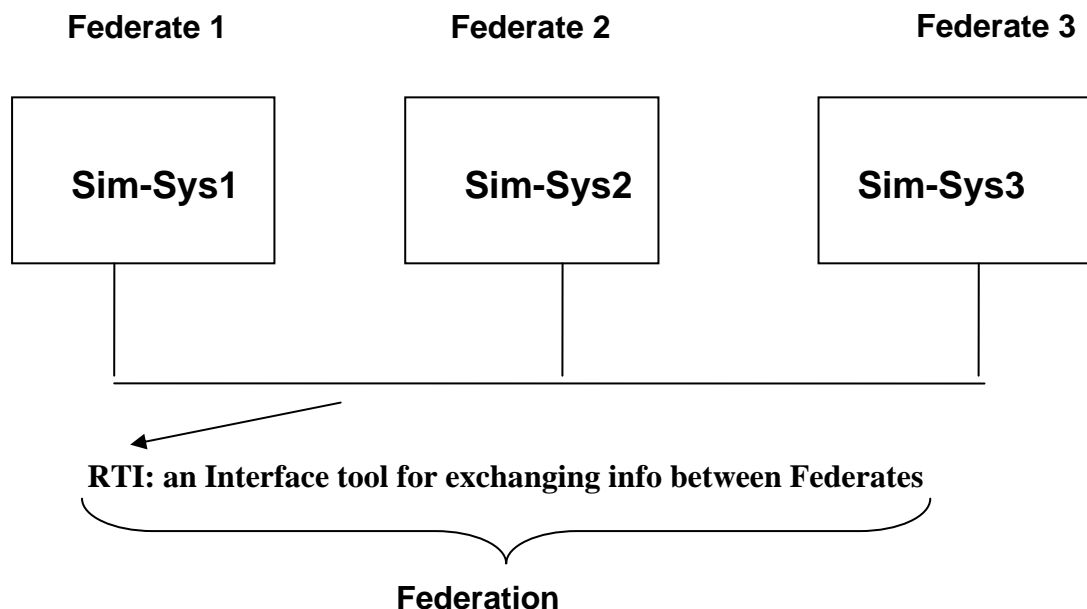 Federate 1 Federate 2 Federate 3
Sim-Sys1 Sim-Sys2 Sim-Sys3
RTI: an Interface tool for exchanging info between Federates
Federation